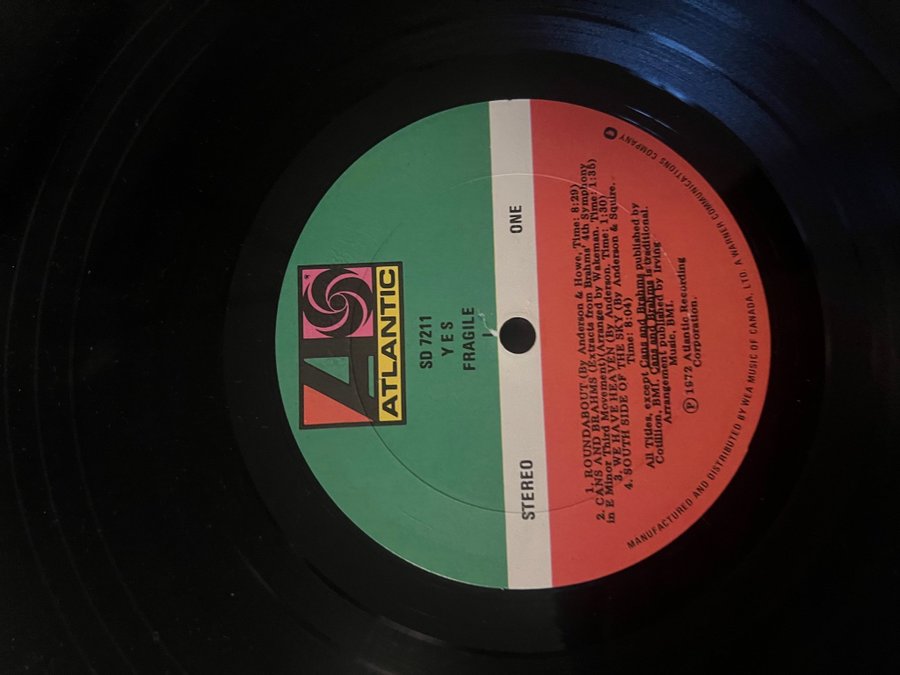 ATLANTIC
SD 7211
YES
FRAGILE
STEREO
ONE
1. ROUNDABOUT (By Anderson & Howe, Time: 8:29)
2. CANS AND BRAHMS (Extracts from Brahms' 4th Symphony
in E Minor Third Movement) (Arranged by Wakeman, Time: 1:35)
3. WE HAVE HEAVEN (By Anderson, Time: 1:30)
4. SOUTH SIDE OF THE SKY (By Anderson & Squire.
Time: 8:04)
All Titles, except Cans and Brahms published by
Cotillion, BMI. Cans and Brahms is traditional.
Arrangement published by Irving
Music, BMI.
Ⓟ 1972 Atlantic Recording
Corporation.
MANUFACTURED AND DISTRIBUTED BY WEA MUSIC OF CANADA, LTD. A WARNER COMMUNICATIONS COMPANY